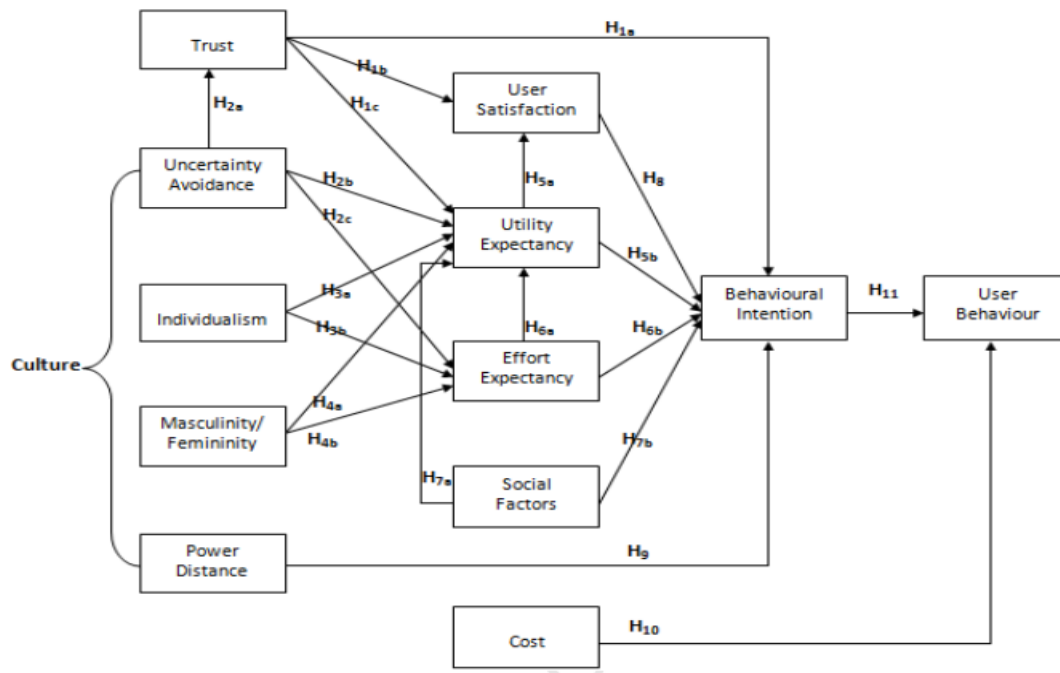 Trust
H1a
H1b
H1c
User
Satisfaction
H2a
Uncertainty
Avoidance
H2b
H2c
H5a
H8
Utility
Expectancy
H5b
Individualism
H3a
H3b
H6a
H6b
Behavioural
Intention
H11
User
Behaviour
Culture
Effort
Expectancy
Masculinity/
Femininity
H4a
H4b
H7a
H7b
Social
Factors
Power
Distance
H9
Cost
H10